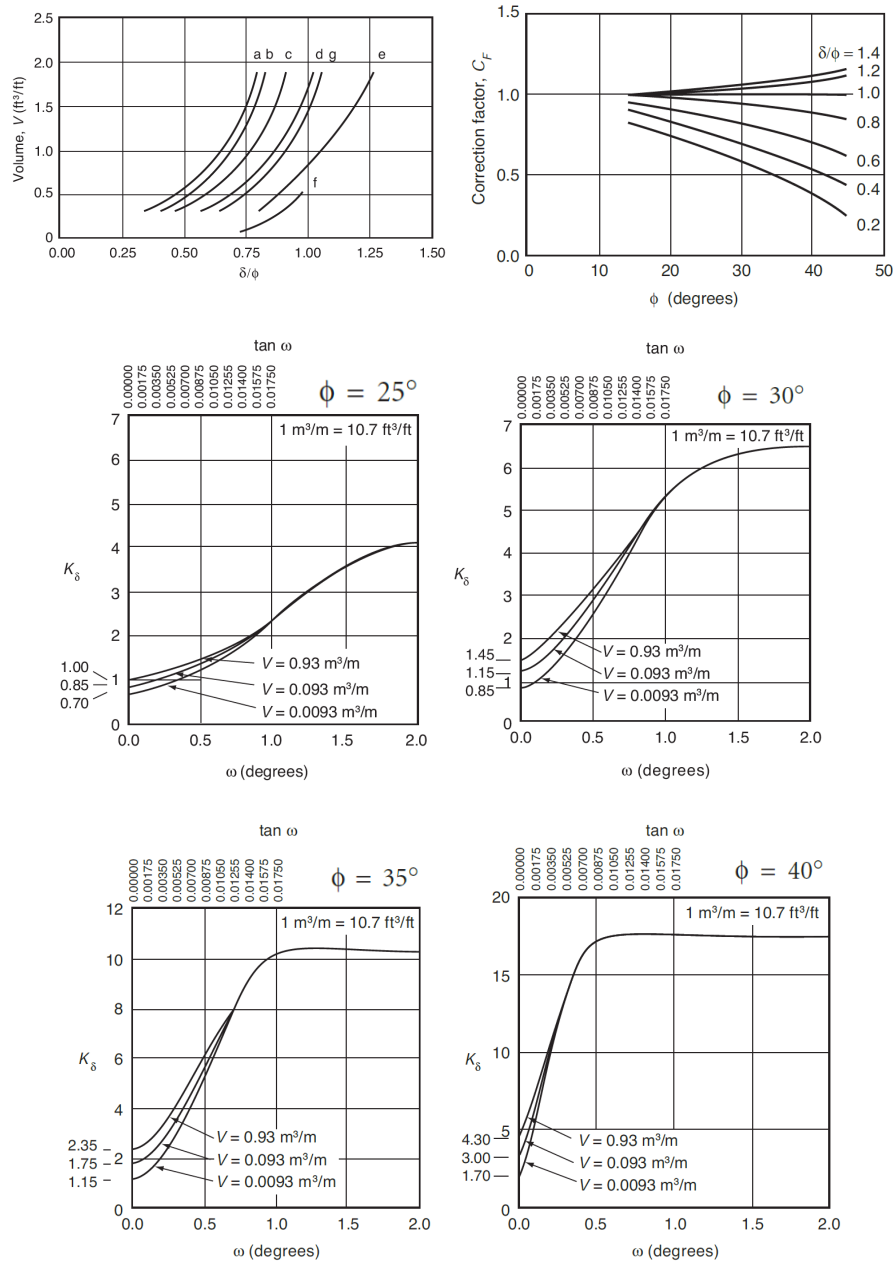 2.5
2.0
1.5
1.0
0.5
0
Volume, V (ft³/ft)
a b c d g e
f
0.00 0.25 0.50 0.75 1.00 1.25 1.50
δ/ϕ
1.5
1.0
0.5
0.0
Correction factor, C_F
δ/ϕ = 1.4
1.2
1.0
0.8
0.6
0.4
0.2
0 10 20 30 40 50
ϕ (degrees)
tan ω
0.00000
0.00175
0.00350
0.00525
0.00700
0.00875
0.01050
0.01255
0.01400
0.01575
0.01750
ϕ = 25°
1 m³/m = 10.7 ft³/ft
7
6
5
4
3
2
1
0
K_δ
1.00
0.85
0.70
V = 0.93 m³/m
V = 0.093 m³/m
V = 0.0093 m³/m
0.0 0.5 1.0 1.5 2.0
ω (degrees)
tan ω
0.00000
0.00175
0.00350
0.00525
0.00700
0.00875
0.01050
0.01255
0.01400
0.01575
0.01750
ϕ = 30°
1 m³/m = 10.7 ft³/ft
7
6
5
4
3
2
1
0
K_δ
1.45
1.15
0.85
V = 0.93 m³/m
V = 0.093 m³/m
V = 0.0093 m³/m
0.0 0.5 1.0 1.5 2.0
ω (degrees)
tan ω
0.00000
0.00175
0.00350
0.00525
0.00700
0.00875
0.01050
0.01255
0.01400
0.01575
0.01750
ϕ = 35°
1 m³/m = 10.7 ft³/ft
12
10
8
6
4
2
0
K_δ
2.35
1.75
1.15
V = 0.93 m³/m
V = 0.093 m³/m
V = 0.0093 m³/m
0.0 0.5 1.0 1.5 2.0
ω (degrees)
tan ω
0.00000
0.00175
0.00350
0.00525
0.00700
0.00875
0.01050
0.01255
0.01400
0.01575
0.01750
ϕ = 40°
1 m³/m = 10.7 ft³/ft
20
15
10
5
0
K_δ
4.30
3.00
1.70
V = 0.93 m³/m
V = 0.093 m³/m
V = 0.0093 m³/m
0.0 0.5 1.0 1.5 2.0
ω (degrees)